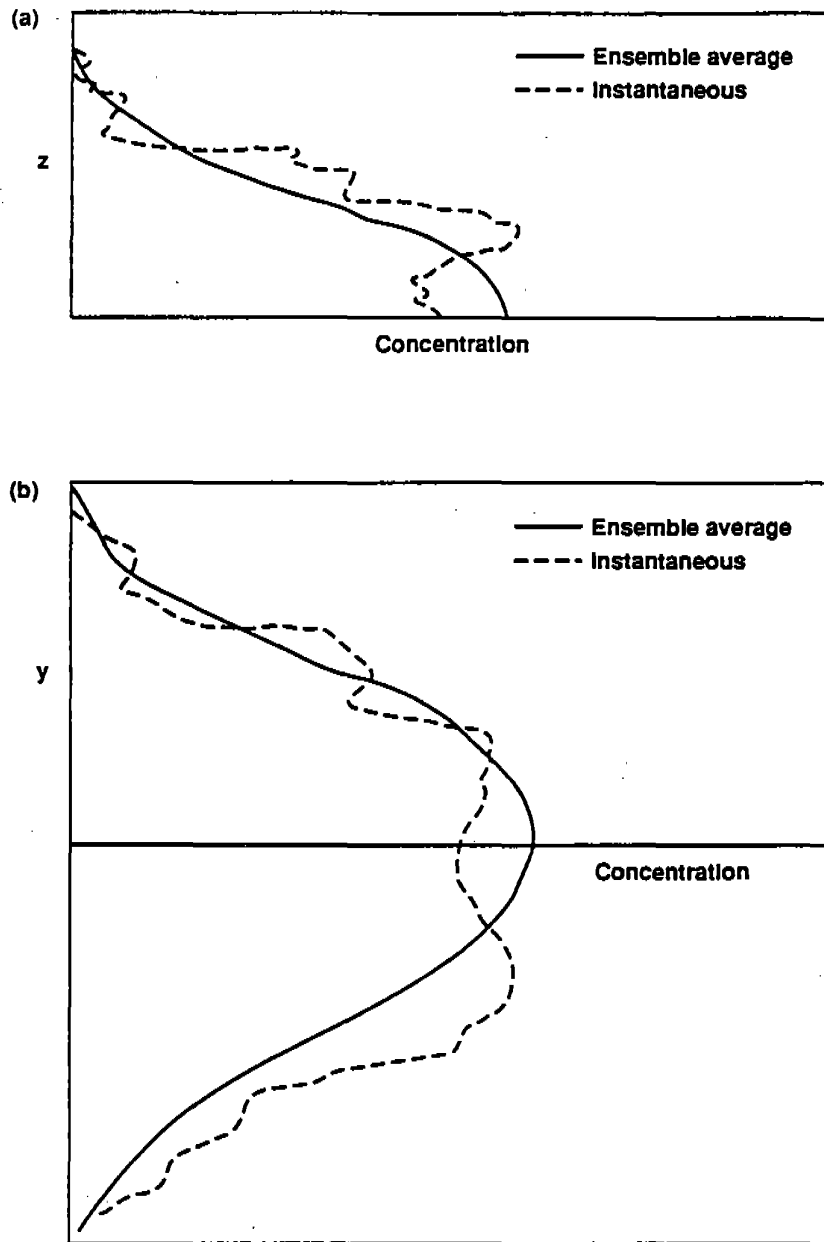 (a)
Ensemble average
Instantaneous
z
Concentration
(b)
Ensemble average
Instantaneous
y
Concentration